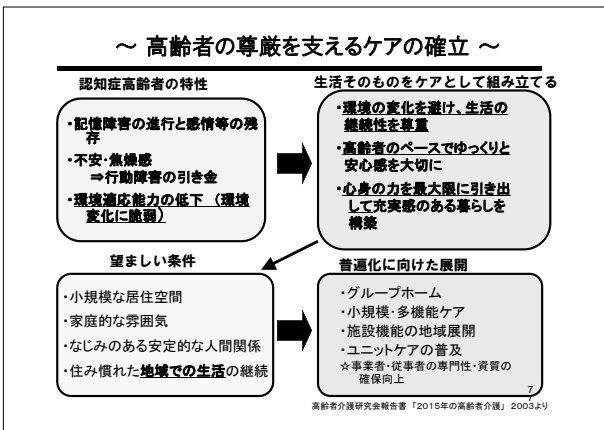 ~ 高齢者の尊厳を支えるケアの確立 ~
認知症高齢者の特性
・記憶障害の進行と感情等の残
存
・不安・焦燥感
⇒行動障害の引き金
・環境適応能力の低下 (環境
変化に脆弱)
生活そのものをケアとして組み立てる
・環境の変化を避け、生活の
継続性を尊重
・高齢者のペースでゆっくりと
安心感を大切に
・心身の力を最大限に引き出
して充実感のある暮らしを
構築
望ましい条件
・小規模な居住空間
・家庭的な雰囲気
・なじみのある安定的な人間関係
・住み慣れた地域での生活の継続
普遍化に向けた展開
・グループホーム
・小規模・多機能ケア
・施設機能の地域展開
・ユニットケアの普及
☆事業者・従事者の専門性・資質の
確保向上
7
7
高齢者介護研究会報告書 「2015年の高齢者介護」 2003より